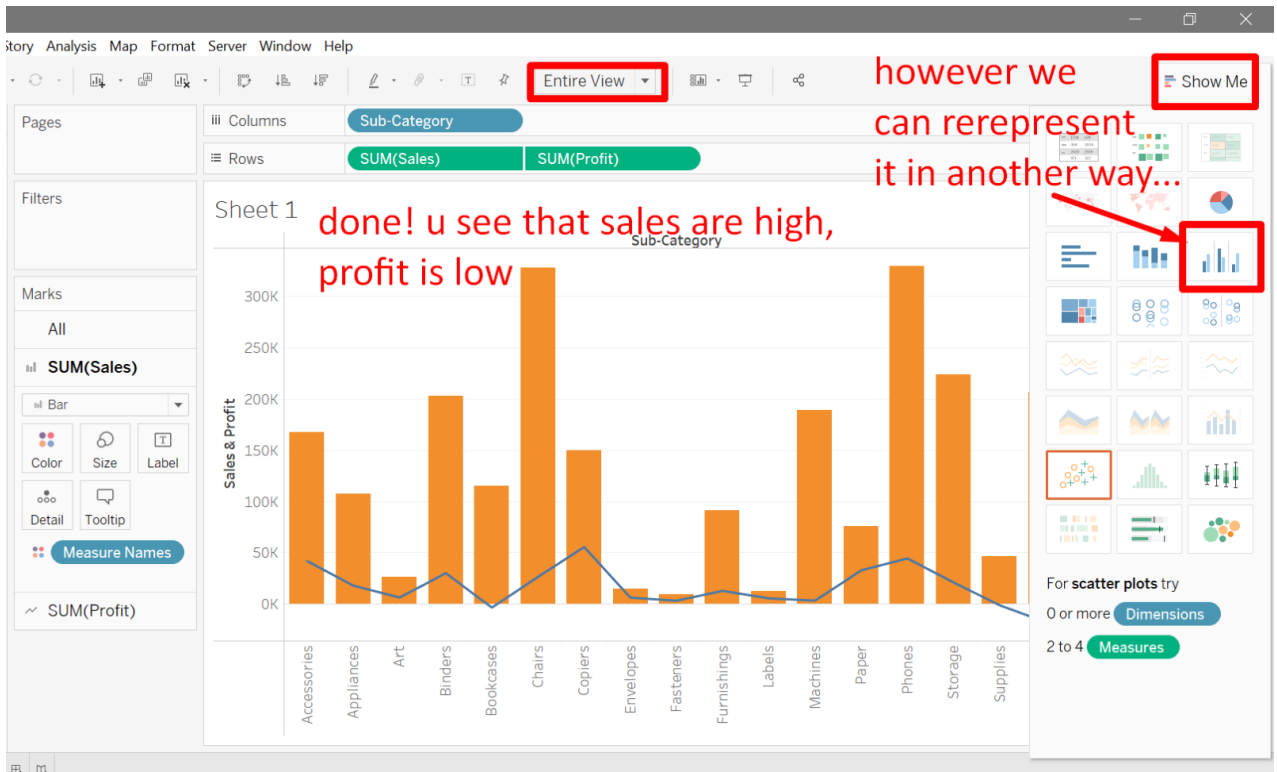 Story Analysis Map Format Server Window Help
Entire View
Show Me
however we
can rerepresent
it in another way...
Pages
iii Columns
Sub-Category
Rows
SUM(Sales)
SUM(Profit)
Filters
Sheet 1
done! u see that sales are high,
profit is low
Sub-Category
Marks
All
SUM(Sales)
Bar
Color
Size
Label
Detail
Tooltip
Measure Names
SUM(Profit)
Sales & Profit
300K
250K
200K
150K
100K
50K
0K
Accessories
Appliances
Art
Binders
Bookcases
Chairs
Copiers
Envelopes
Fasteners
Furnishings
Labels
Machines
Paper
Phones
Storage
Supplies
For scatter plots try
0 or more Dimensions
2 to 4 Measures